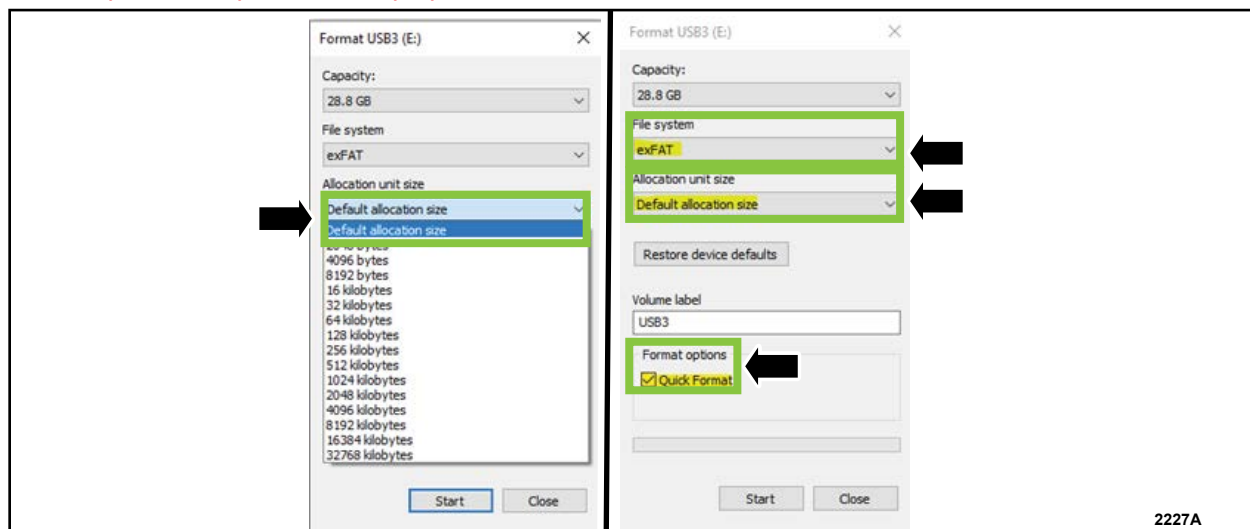 Format USB3 (E:)
Capacity:
28.8 GB
File system
exFAT
Allocation unit size
Default allocation size
Default allocation size
4096 bytes
8192 bytes
16 kilobytes
32 kilobytes
64 kilobytes
128 kilobytes
256 kilobytes
512 kilobytes
1024 kilobytes
2048 kilobytes
4096 kilobytes
8192 kilobytes
16384 kilobytes
32768 kilobytes
Start Close
Format USB3 (E:)
Capacity:
28.8 GB
File system
exFAT
Allocation unit size
Default allocation size
Restore device defaults
Volume label
USB3
Format options
Quick Format
Start Close
2227A